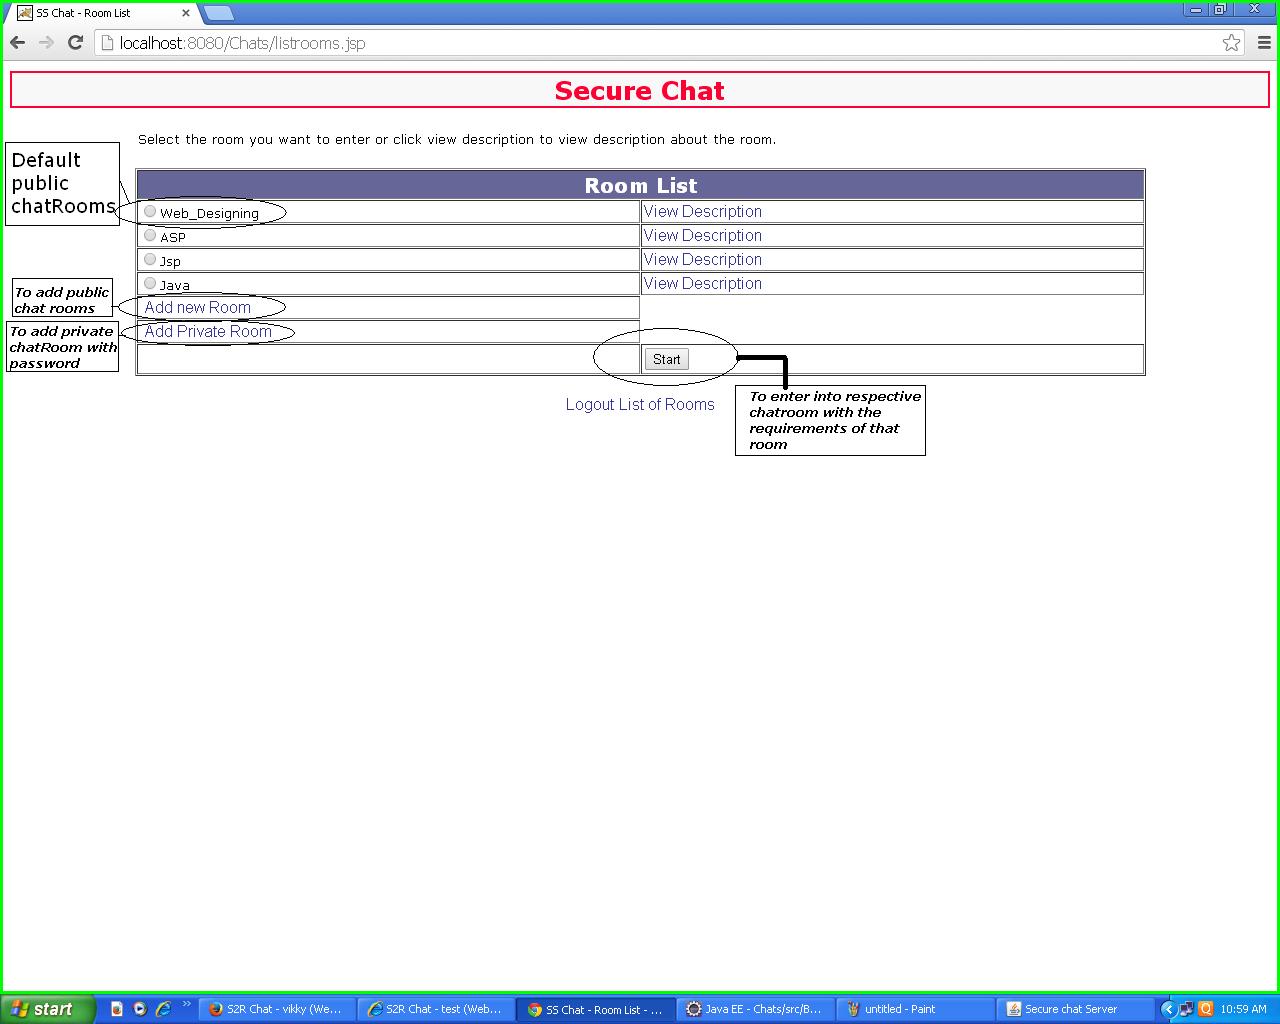 SS Chat - Room List
localhost:8080/Chats/listrooms.jsp
Secure Chat
Select the room you want to enter or click view description to view description about the room.
Default
public
chatRooms
Room List
Web_Designing View Description
ASP View Description
Jsp View Description
Java View Description
To add public
chat rooms
Add new Room
To add private
chatRoom with
password
Add Private Room
Start
Logout List of Rooms
To enter into respective
chatroom with the
requirements of that
room
start
S2R Chat - vikky (We...
S2R Chat - test (Web...
SS Chat - Room List - ...
Java EE - Chats/src/B...
untitled - Paint
Secure chat Server
10:59 AM